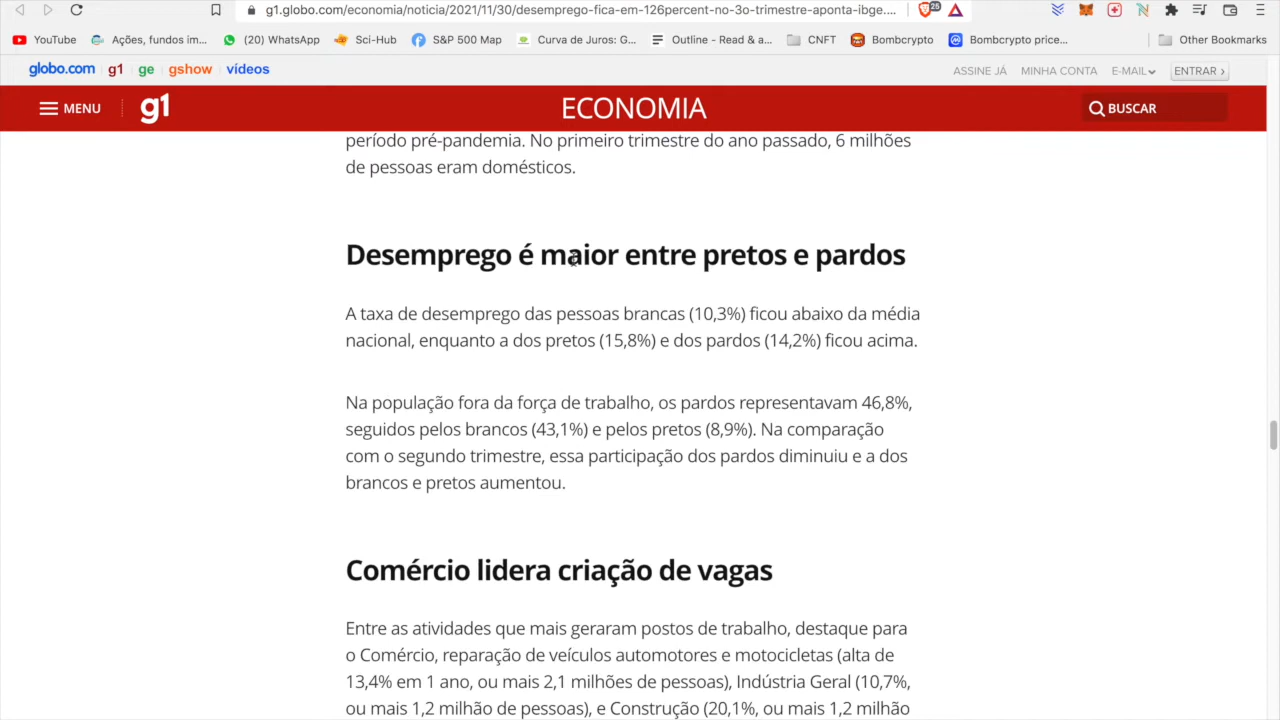 g1.globo.com/economia/noticia/2021/11/30/desemprego-fica-em-126percent-no-3o-trimestre-aponta-ibge....
25
YouTube Ações, fundos im... (20) WhatsApp Sci-Hub S&P 500 Map Curva de Juros: G... Outline - Read & a... CNFT Bombcrypto Bombcrypto price... Other Bookmarks
globo.com g1 ge gshow vídeos ASSINE JÁ MINHA CONTA E-MAIL ENTRAR ›
MENU g1 ECONOMIA BUSCAR
período pré-pandemia. No primeiro trimestre do ano passado, 6 milhões
de pessoas eram domésticos.
Desemprego é maior entre pretos e pardos
A taxa de desemprego das pessoas brancas (10,3%) ficou abaixo da média
nacional, enquanto a dos pretos (15,8%) e dos pardos (14,2%) ficou acima.
Na população fora da força de trabalho, os pardos representavam 46,8%,
seguidos pelos brancos (43,1%) e pelos pretos (8,9%). Na comparação
com o segundo trimestre, essa participação dos pardos diminuiu e a dos
brancos e pretos aumentou.
Comércio lidera criação de vagas
Entre as atividades que mais geraram postos de trabalho, destaque para
o Comércio, reparação de veículos automotores e motocicletas (alta de
13,4% em 1 ano, ou mais 2,1 milhões de pessoas), Indústria Geral (10,7%,
ou mais 1,2 milhão de pessoas), e Construção (20,1%, ou mais 1,2 milhão